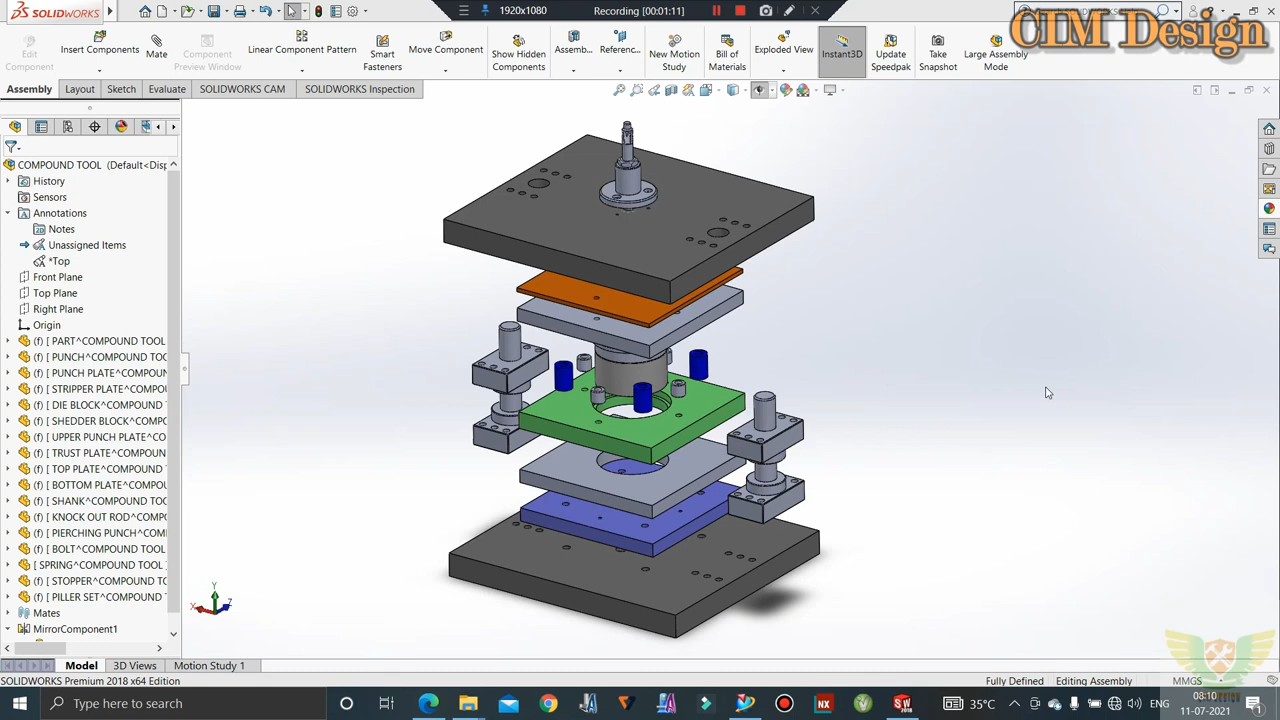 SOLIDWORKS
1920x1080
Recording [00:01:11]
CIM Design
Edit Component
Insert Components
Mate
Component Preview Window
Linear Component Pattern
Smart Fasteners
Move Component
Show Hidden Components
Assemb...
Referenc...
New Motion Study
Bill of Materials
Exploded View
Instant3D
Update Speedpak
Take Snapshot
Large Assembly Mode
Assembly
Layout
Sketch
Evaluate
SOLIDWORKS CAM
SOLIDWORKS Inspection
COMPOUND TOOL (Default<Disp
History
Sensors
Annotations
Notes
Unassigned Items
*Top
Front Plane
Top Plane
Right Plane
Origin
(f) [ PART^COMPOUND TOOL
(f) [ PUNCH^COMPOUND TOO
(f) [ PUNCH PLATE^COMPOU
(f) [ STRIPPER PLATE^COMPO
(f) [ DIE BLOCK^COMPOUND
(f) [ SHEDDER BLOCK^COMP
(f) [ UPPER PUNCH PLATE^C
(f) [ TRUST PLATE^COMPOU
(f) [ TOP PLATE^COMPOUND
(f) [ BOTTOM PLATE^COMPO
(f) [ SHANK^COMPOUND TO
(f) [ KNOCK OUT ROD^COMPO
(f) [ PIERCHING PUNCH^COM
(f) [ BOLT^COMPOUND TOOL
[ SPRING^COMPOUND TOOL ]
(f) [ STOPPER^COMPOUND T
(f) [ PILLER SET^COMPOUND
Mates
MirrorComponent1
Y
X
Z
Model
3D Views
Motion Study 1
SOLIDWORKS Premium 2018 x64 Edition
Fully Defined
Editing Assembly
MMGS
Type here to search
NX
SW
2018
35°C
ENG
08:10
11-07-2021